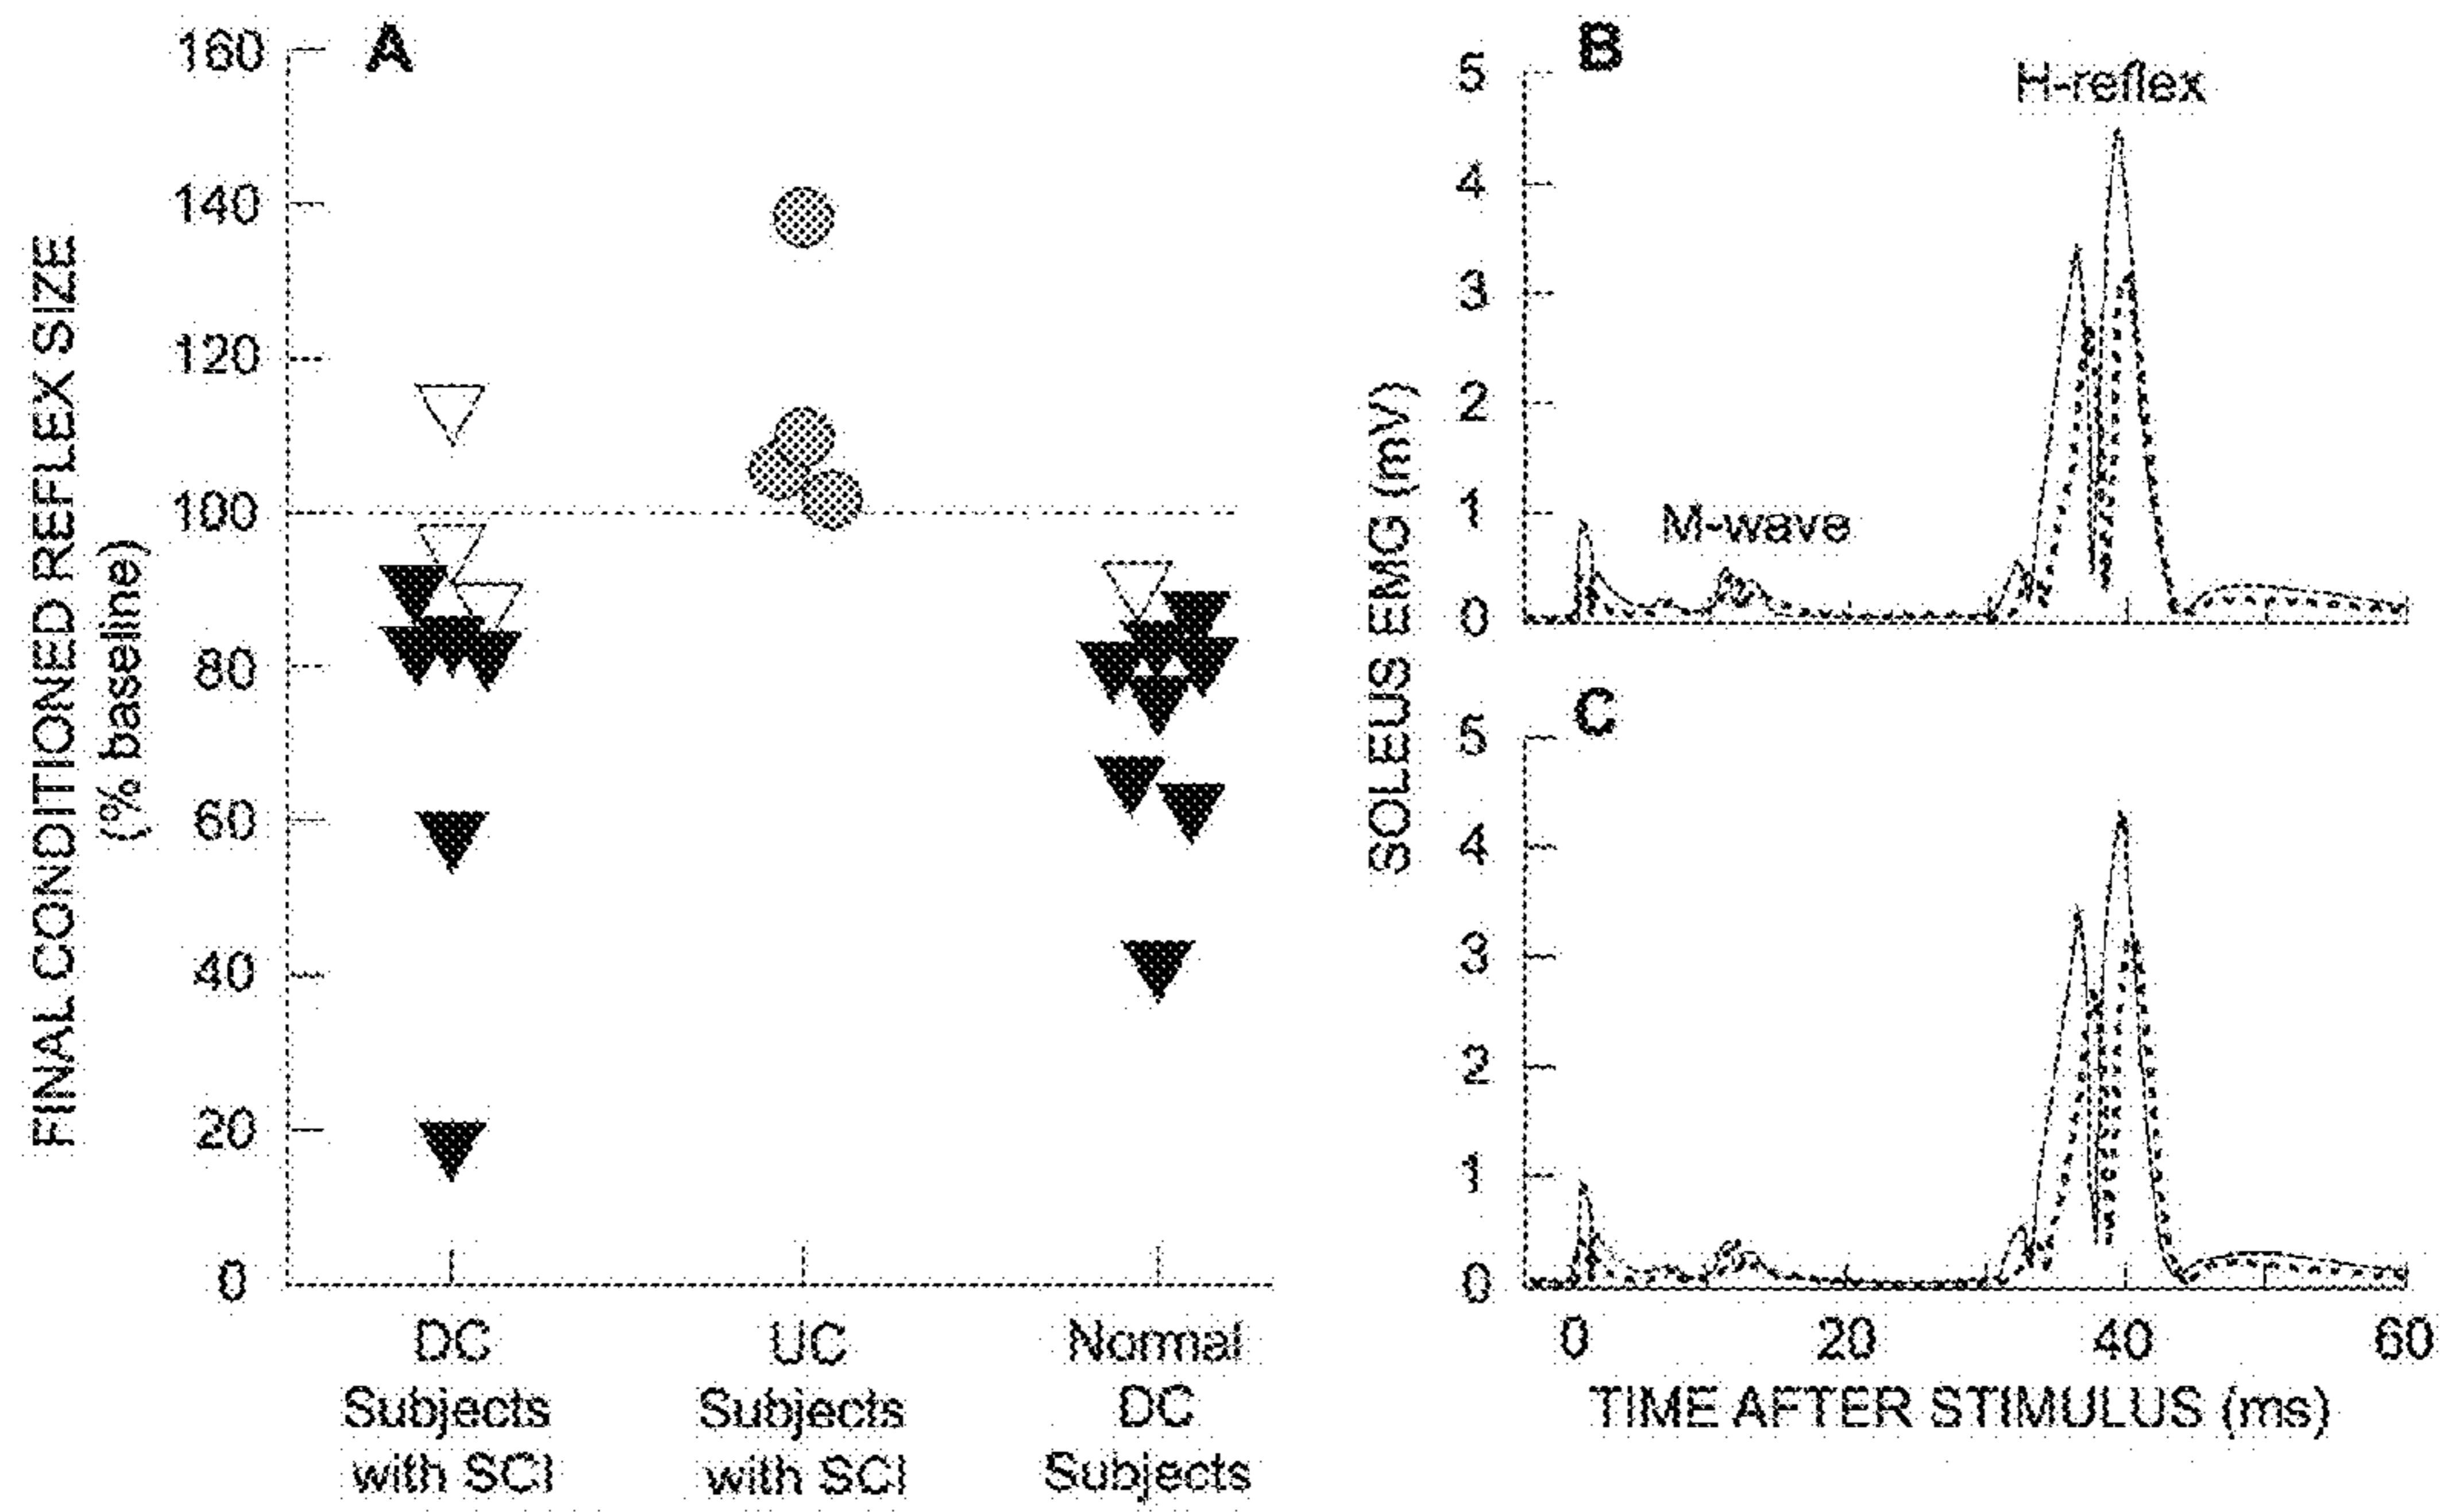 A
FINAL CONDITIONED REFLEX SIZE
(% baseline)
160
140
120
100
80
60
40
20
0
DC
Subjects
with SCI
UC
Subjects
with SCI
Normal
DC
Subjects
B
SOLEUS EMG (mV)
5
4
3
2
1
0
H-reflex
M-wave
C
5
4
3
2
1
0
0 20 40 60
TIME AFTER STIMULUS (ms)